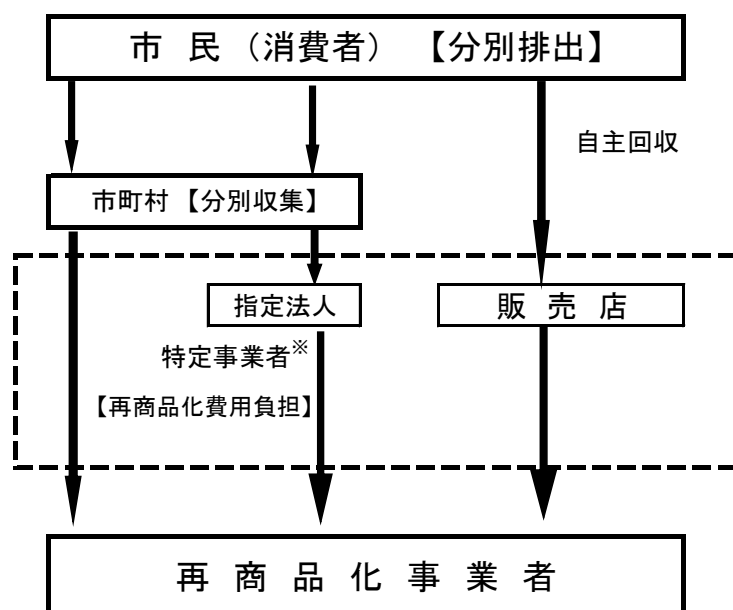 市 民 （消費者） 【分別排出】
自主回収
市町村 【分別収集】
指定法人
販 売 店
特定事業者※
【再商品化費用負担】
再 商 品 化 事 業 者